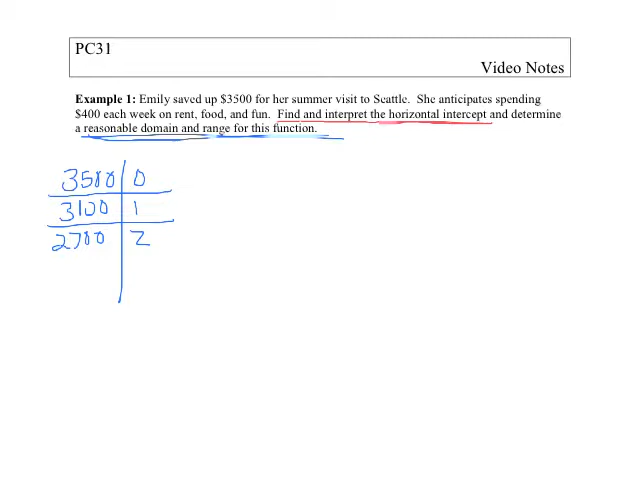 PC31
Video Notes
Example 1: Emily saved up $3500 for her summer visit to Seattle. She anticipates spending
$400 each week on rent, food, and fun. Find and interpret the horizontal intercept and determine
a reasonable domain and range for this function.
3500 0
3100 1
2700 2